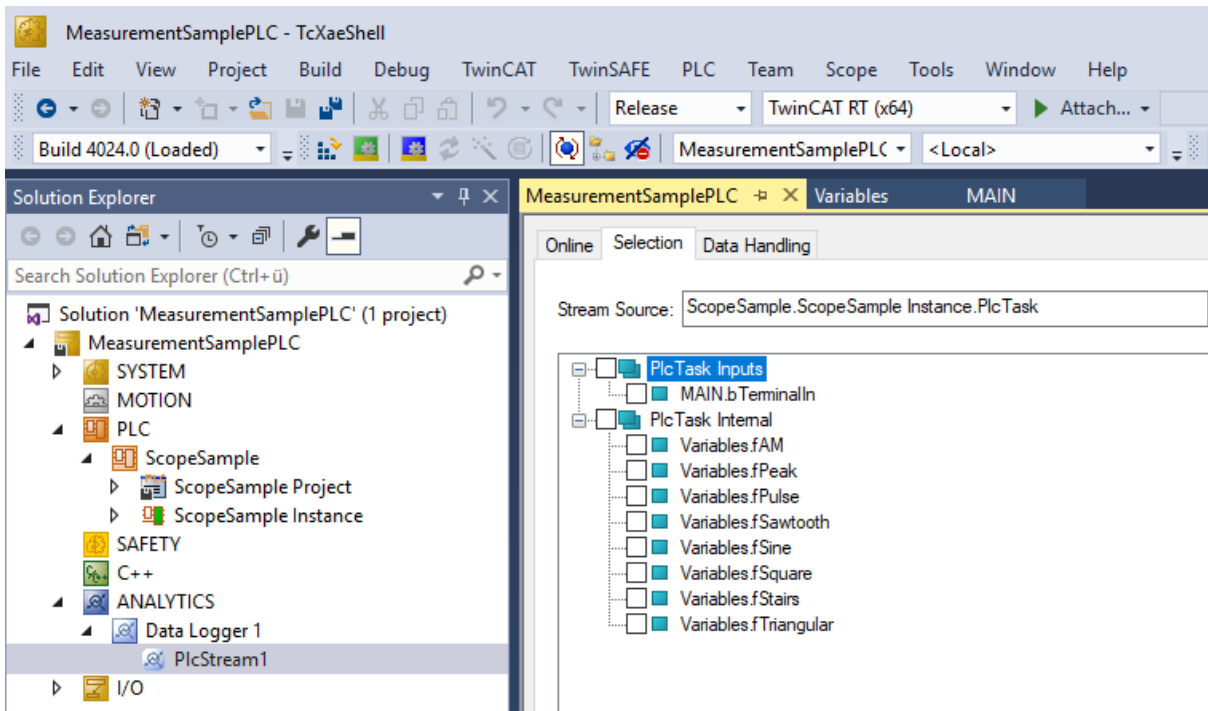 MeasurementSamplePLC - TcXaeShell
File Edit View Project Build Debug TwinCAT TwinSAFE PLC Team Scope Tools Window Help
Release TwinCAT RT (x64) Attach...
Build 4024.0 (Loaded) MeasurementSamplePLC <Local>
Solution Explorer
Search Solution Explorer (Ctrl+ü)
Solution 'MeasurementSamplePLC' (1 project)
MeasurementSamplePLC
SYSTEM
MOTION
PLC
ScopeSample
ScopeSample Project
ScopeSample Instance
SAFETY
C++
ANALYTICS
Data Logger 1
PlcStream1
I/O
MeasurementSamplePLC Variables MAIN
Online Selection Data Handling
Stream Source: ScopeSample.ScopeSample Instance.PlcTask
PlcTask Inputs
MAIN.bTerminalIn
PlcTask Internal
Variables.fAM
Variables.fPeak
Variables.fPulse
Variables.fSawtooth
Variables.fSine
Variables.fSquare
Variables.fStairs
Variables.fTriangular